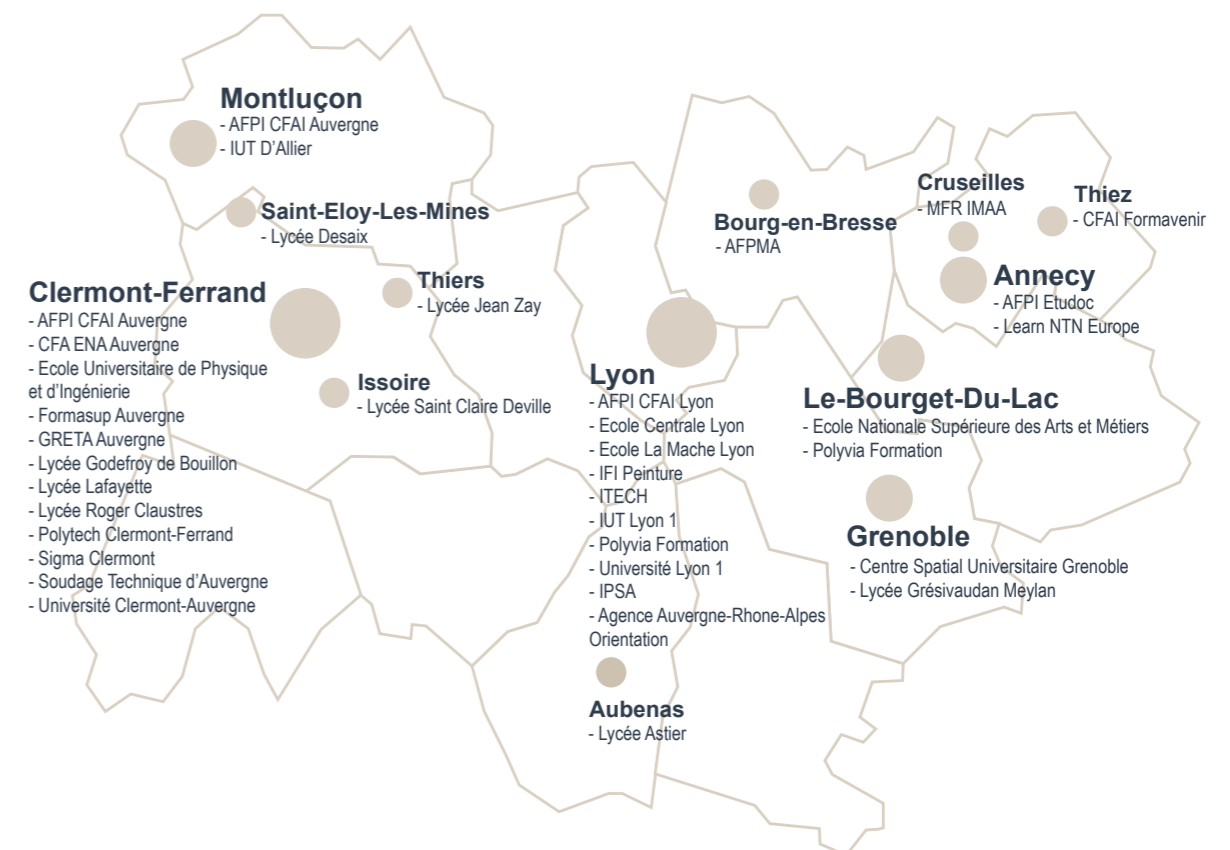 Montluçon
- AFPI CFAI Auvergne
- IUT D'Allier
Saint-Eloy-Les-Mines
- Lycée Desaix
Thiers
- Lycée Jean Zay
Clermont-Ferrand
- AFPI CFAI Auvergne
- CFA ENA Auvergne
- Ecole Universitaire de Physique
et d'Ingénierie
- Formasup Auvergne
- GRETA Auvergne
- Lycée Godefroy de Bouillon
- Lycée Lafayette
- Lycée Roger Claustres
- Polytech Clermont-Ferrand
- Sigma Clermont
- Soudage Technique d'Auvergne
- Université Clermont-Auvergne
Issoire
- Lycée Saint Claire Deville
Lyon
- AFPI CFAI Lyon
- Ecole Centrale Lyon
- Ecole La Mache Lyon
- IFI Peinture
- ITECH
- IUT Lyon 1
- Polyvia Formation
- Université Lyon 1
- IPSA
- Agence Auvergne-Rhone-Alpes
Orientation
Aubenas
- Lycée Astier
Bourg-en-Bresse
- AFPMA
Cruseilles
- MFR IMAA
Thiez
- CFAI Formavenir
Annecy
- AFPI Etudoc
- Learn NTN Europe
Le-Bourget-Du-Lac
- Ecole Nationale Supérieure des Arts et Métiers
- Polyvia Formation
Grenoble
- Centre Spatial Universitaire Grenoble
- Lycée Grésivaudan Meylan